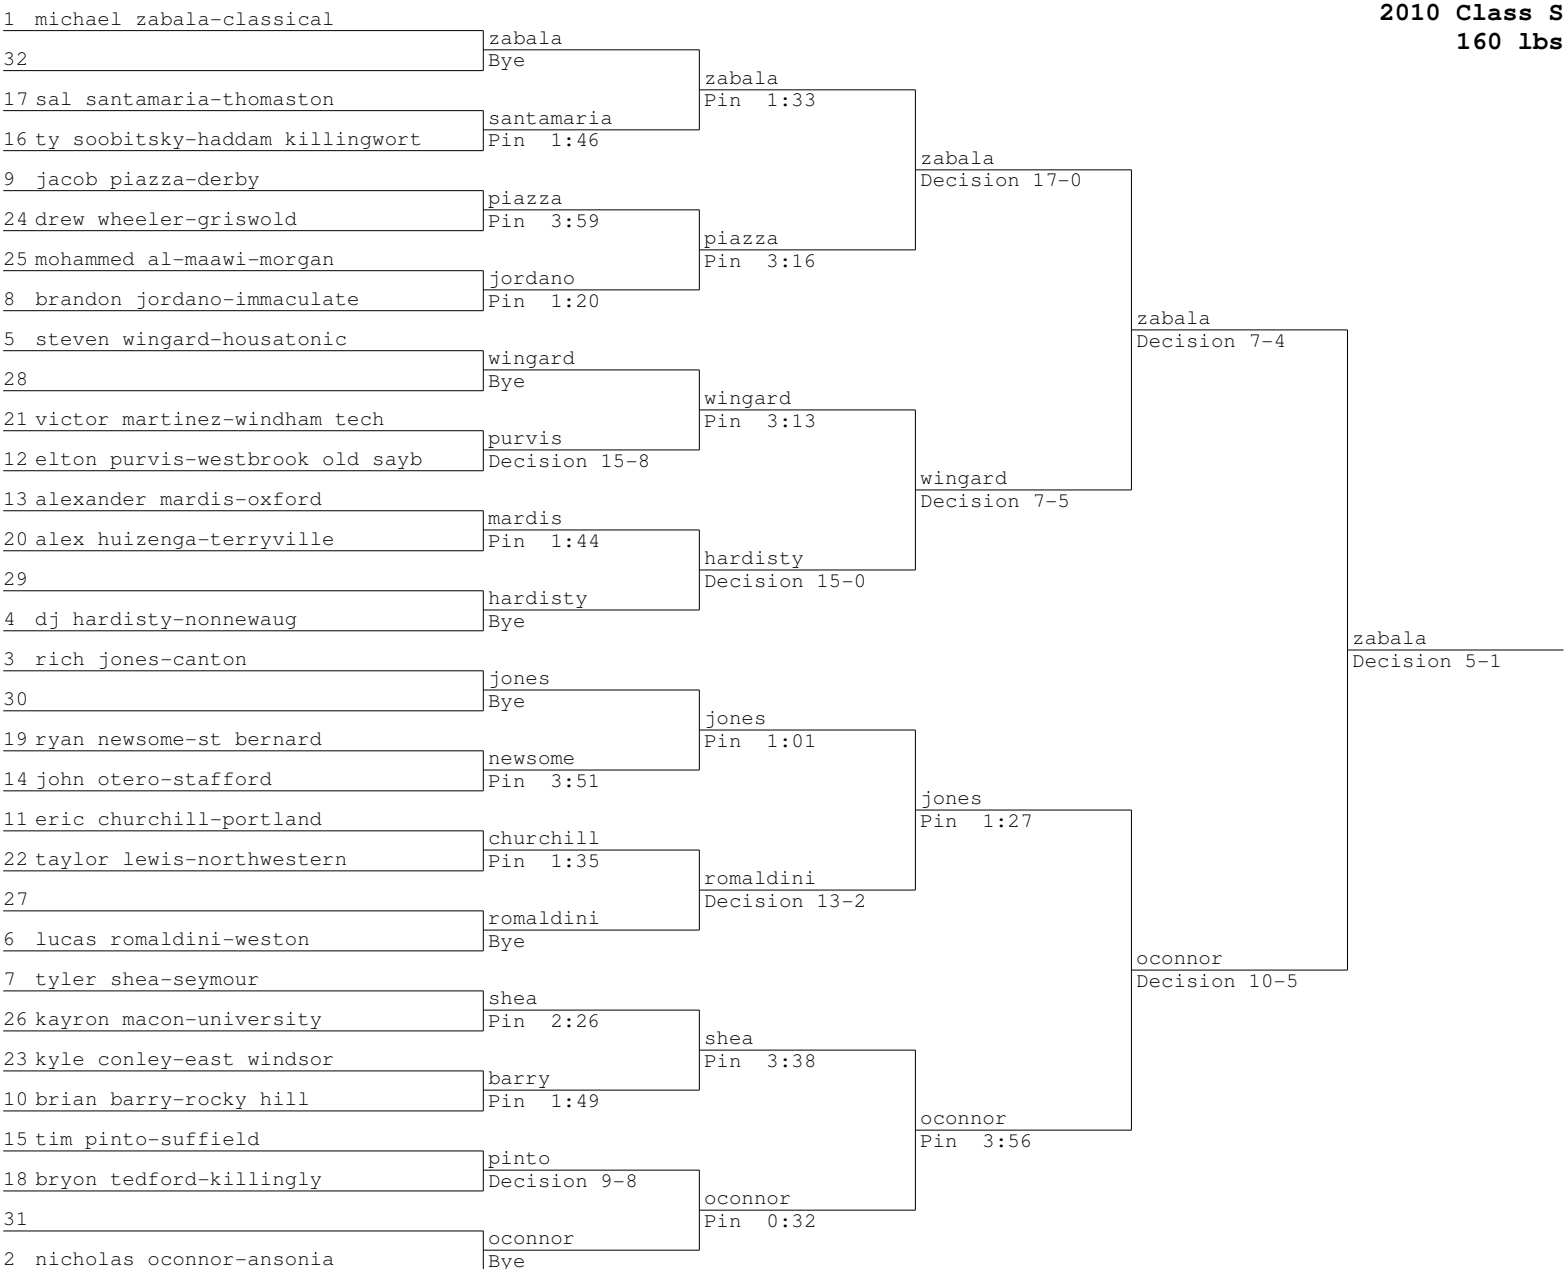 2010 Class S
160 lbs
1 michael zabala-classical
zabala
32
Bye
zabala
17 sal santamaria-thomaston
Pin 1:33
santamaria
16 ty soobitsky-haddam killingwort
Pin 1:46
zabala
9 jacob piazza-derby
Decision 17-0
piazza
24 drew wheeler-griswold
Pin 3:59
piazza
25 mohammed al-maawi-morgan
Pin 3:16
jordano
8 brandon jordano-immaculate
Pin 1:20
zabala
5 steven wingard-housatonic
Decision 7-4
wingard
28
Bye
wingard
21 victor martinez-windham tech
Pin 3:13
purvis
12 elton purvis-westbrook old sayb
Decision 15-8
wingard
13 alexander mardis-oxford
Decision 7-5
mardis
20 alex huizenga-terryville
Pin 1:44
hardisty
29
Decision 15-0
hardisty
4 dj hardisty-nonnewaug
Bye
zabala
3 rich jones-canton
Decision 5-1
jones
30
Bye
jones
19 ryan newsome-st bernard
Pin 1:01
newsome
14 john otero-stafford
Pin 3:51
jones
11 eric churchill-portland
Pin 1:27
churchill
22 taylor lewis-northwestern
Pin 1:35
romaldini
27
Decision 13-2
romaldini
6 lucas romaldini-weston
Bye
oconnor
7 tyler shea-seymour
Decision 10-5
shea
26 kayron macon-university
Pin 2:26
shea
23 kyle conley-east windsor
Pin 3:38
barry
10 brian barry-rocky hill
Pin 1:49
oconnor
15 tim pinto-suffield
Pin 3:56
pinto
18 bryon tedford-killingly
Decision 9-8
oconnor
31
Pin 0:32
oconnor
2 nicholas oconnor-ansonia
Bye